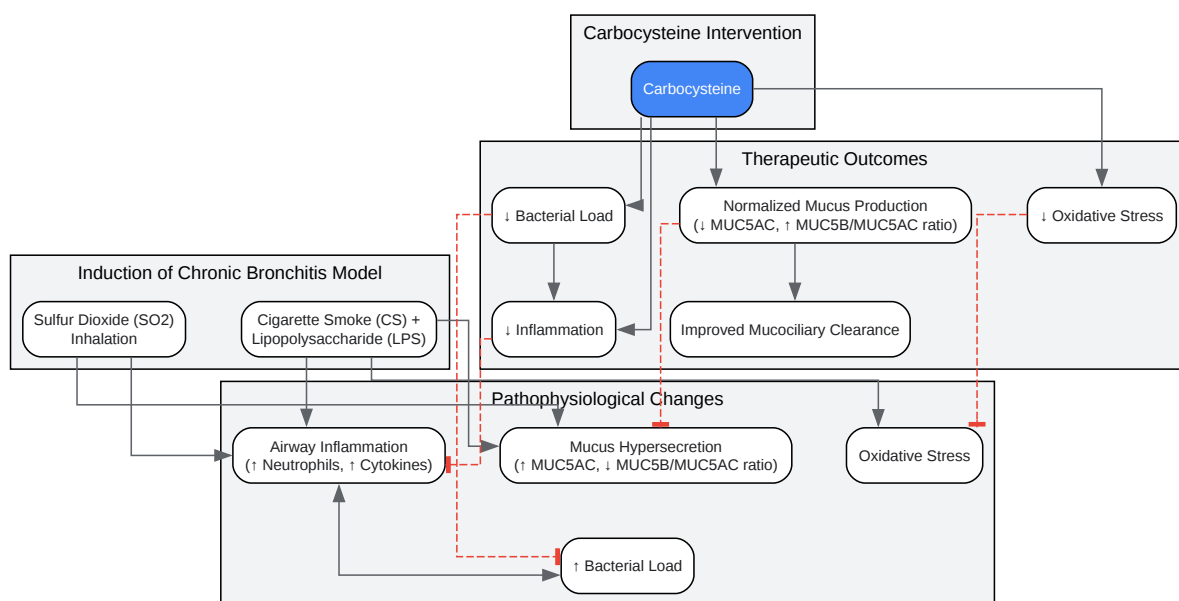 Carbocysteine Intervention
Carbocysteine
Therapeutic Outcomes
↓ Bacterial Load
Normalized Mucus Production
(↓ MUC5AC, ↑ MUC5B/MUC5AC ratio)
↓ Oxidative Stress
Induction of Chronic Bronchitis Model
Sulfur Dioxide (SO2)
Inhalation
Cigarette Smoke (CS) +
Lipopolysaccharide (LPS)
↓ Inflammation
Improved Mucociliary Clearance
Pathophysiological Changes
Airway Inflammation
(↑ Neutrophils, ↑ Cytokines)
Mucus Hypersecretion
(↑ MUC5AC, ↓ MUC5B/MUC5AC ratio)
Oxidative Stress
↑ Bacterial Load